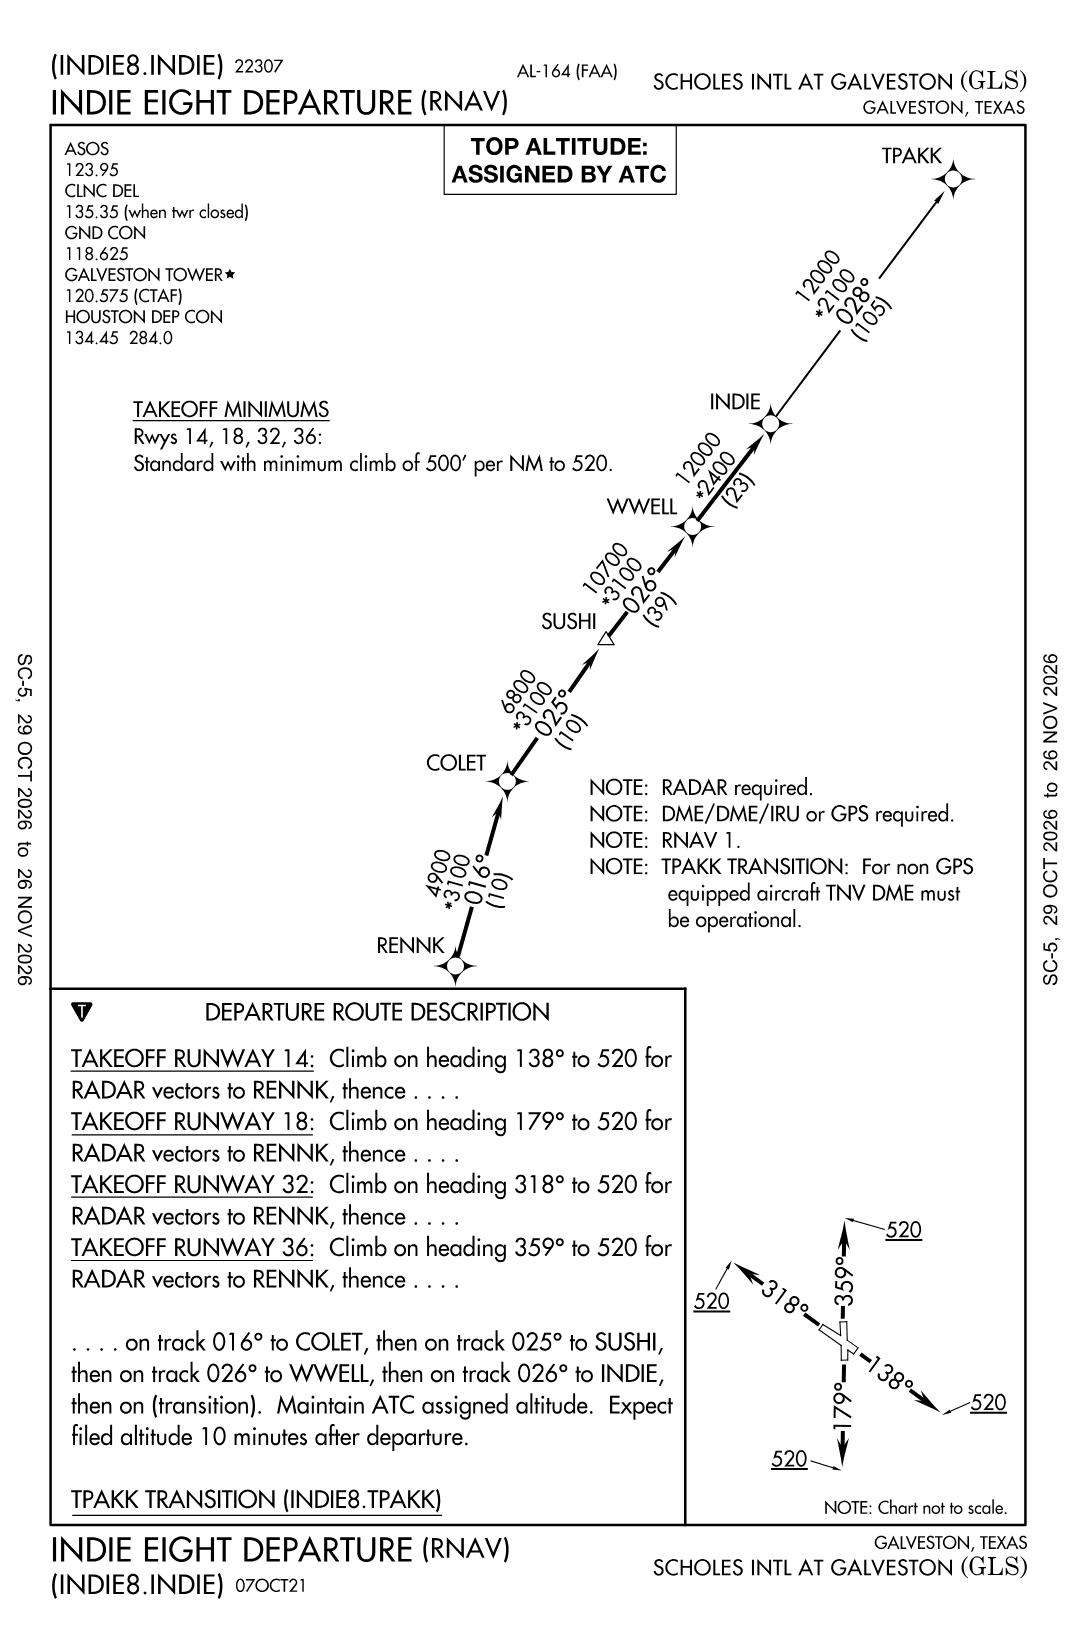 (INDIE8.INDIE) 22307
AL-164 (FAA)
SCHOLES INTL AT GALVESTON (GLS)
INDIE EIGHT DEPARTURE (RNAV)
GALVESTON, TEXAS
ASOS
123.95
CLNC DEL
135.35 (when twr closed)
GND CON
118.625
GALVESTON TOWER★
120.575 (CTAF)
HOUSTON DEP CON
134.45 284.0
TOP ALTITUDE:
ASSIGNED BY ATC
TPAKK
12000
*2100
028°
(105)
TAKEOFF MINIMUMS
Rwys 14, 18, 32, 36:
Standard with minimum climb of 500′ per NM to 520.
INDIE
12000
*2400
(23)
WWELL
10700
*3100
026°
(39)
SUSHI
6800
*3100
025°
(10)
COLET
4900
*3100
016°
(10)
RENNK
NOTE: RADAR required.
NOTE: DME/DME/IRU or GPS required.
NOTE: RNAV 1.
NOTE: TPAKK TRANSITION: For non GPS
equipped aircraft TNV DME must
be operational.
SC-5, 29 OCT 2026 to 26 NOV 2026
SC-5, 29 OCT 2026 to 26 NOV 2026
T
DEPARTURE ROUTE DESCRIPTION
TAKEOFF RUNWAY 14: Climb on heading 138° to 520 for
RADAR vectors to RENNK, thence . . . .
TAKEOFF RUNWAY 18: Climb on heading 179° to 520 for
RADAR vectors to RENNK, thence . . . .
TAKEOFF RUNWAY 32: Climb on heading 318° to 520 for
RADAR vectors to RENNK, thence . . . .
TAKEOFF RUNWAY 36: Climb on heading 359° to 520 for
RADAR vectors to RENNK, thence . . . .
. . . . on track 016° to COLET, then on track 025° to SUSHI,
then on track 026° to WWELL, then on track 026° to INDIE,
then on (transition). Maintain ATC assigned altitude. Expect
filed altitude 10 minutes after departure.
TPAKK TRANSITION (INDIE8.TPAKK)
520
359°
520
318°
138°
520
179°
520
NOTE: Chart not to scale.
INDIE EIGHT DEPARTURE (RNAV)
(INDIE8.INDIE) 07OCT21
GALVESTON, TEXAS
SCHOLES INTL AT GALVESTON (GLS)